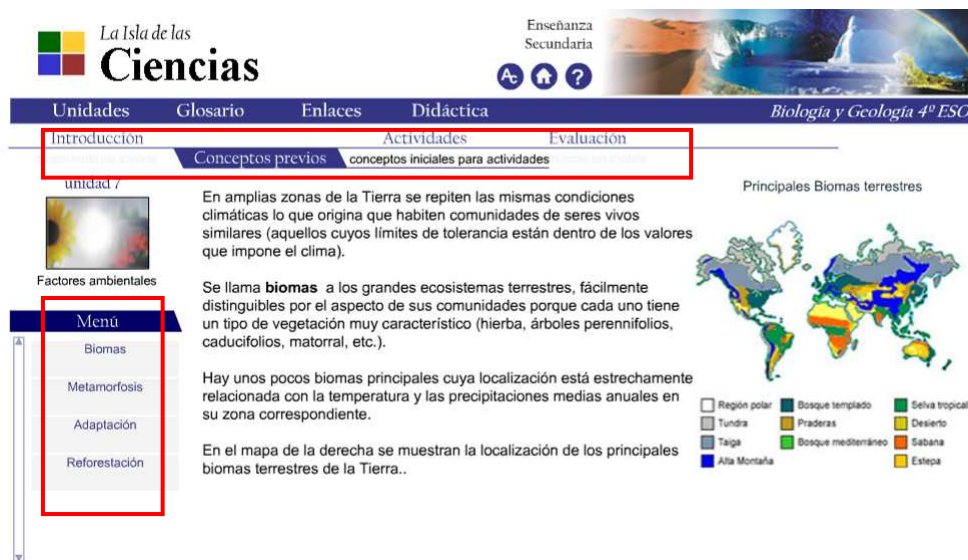 La Isla de las
Ciencias
Enseñanza
Secundaria
Ac ?
Unidades Glosario Enlaces Didáctica Biología y Geología 4º ESO
Introducción Actividades Evaluación
Conceptos previos conceptos iniciales para actividades
unidad 7
Factores ambientales
Menú
Biomas
Metamorfosis
Adaptación
Reforestación
En amplias zonas de la Tierra se repiten las mismas condiciones
climáticas lo que origina que habiten comunidades de seres vivos
similares (aquellos cuyos límites de tolerancia están dentro de los valores
que impone el clima).
Se llama biomas a los grandes ecosistemas terrestres, fácilmente
distinguibles por el aspecto de sus comunidades porque cada uno tiene
un tipo de vegetación muy característico (hierba, árboles perennifolios,
caducifolios, matorral, etc.).
Hay unos pocos biomas principales cuya localización está estrechamente
relacionada con la temperatura y las precipitaciones medias anuales en
su zona correspondiente.
En el mapa de la derecha se muestran la localización de los principales
biomas terrestres de la Tierra..
Principales Biomas terrestres
Región polar Bosque templado Selva tropical
Tundra Praderas Desierto
Taiga Bosque mediterráneo Sabana
Alta Montaña Estepa